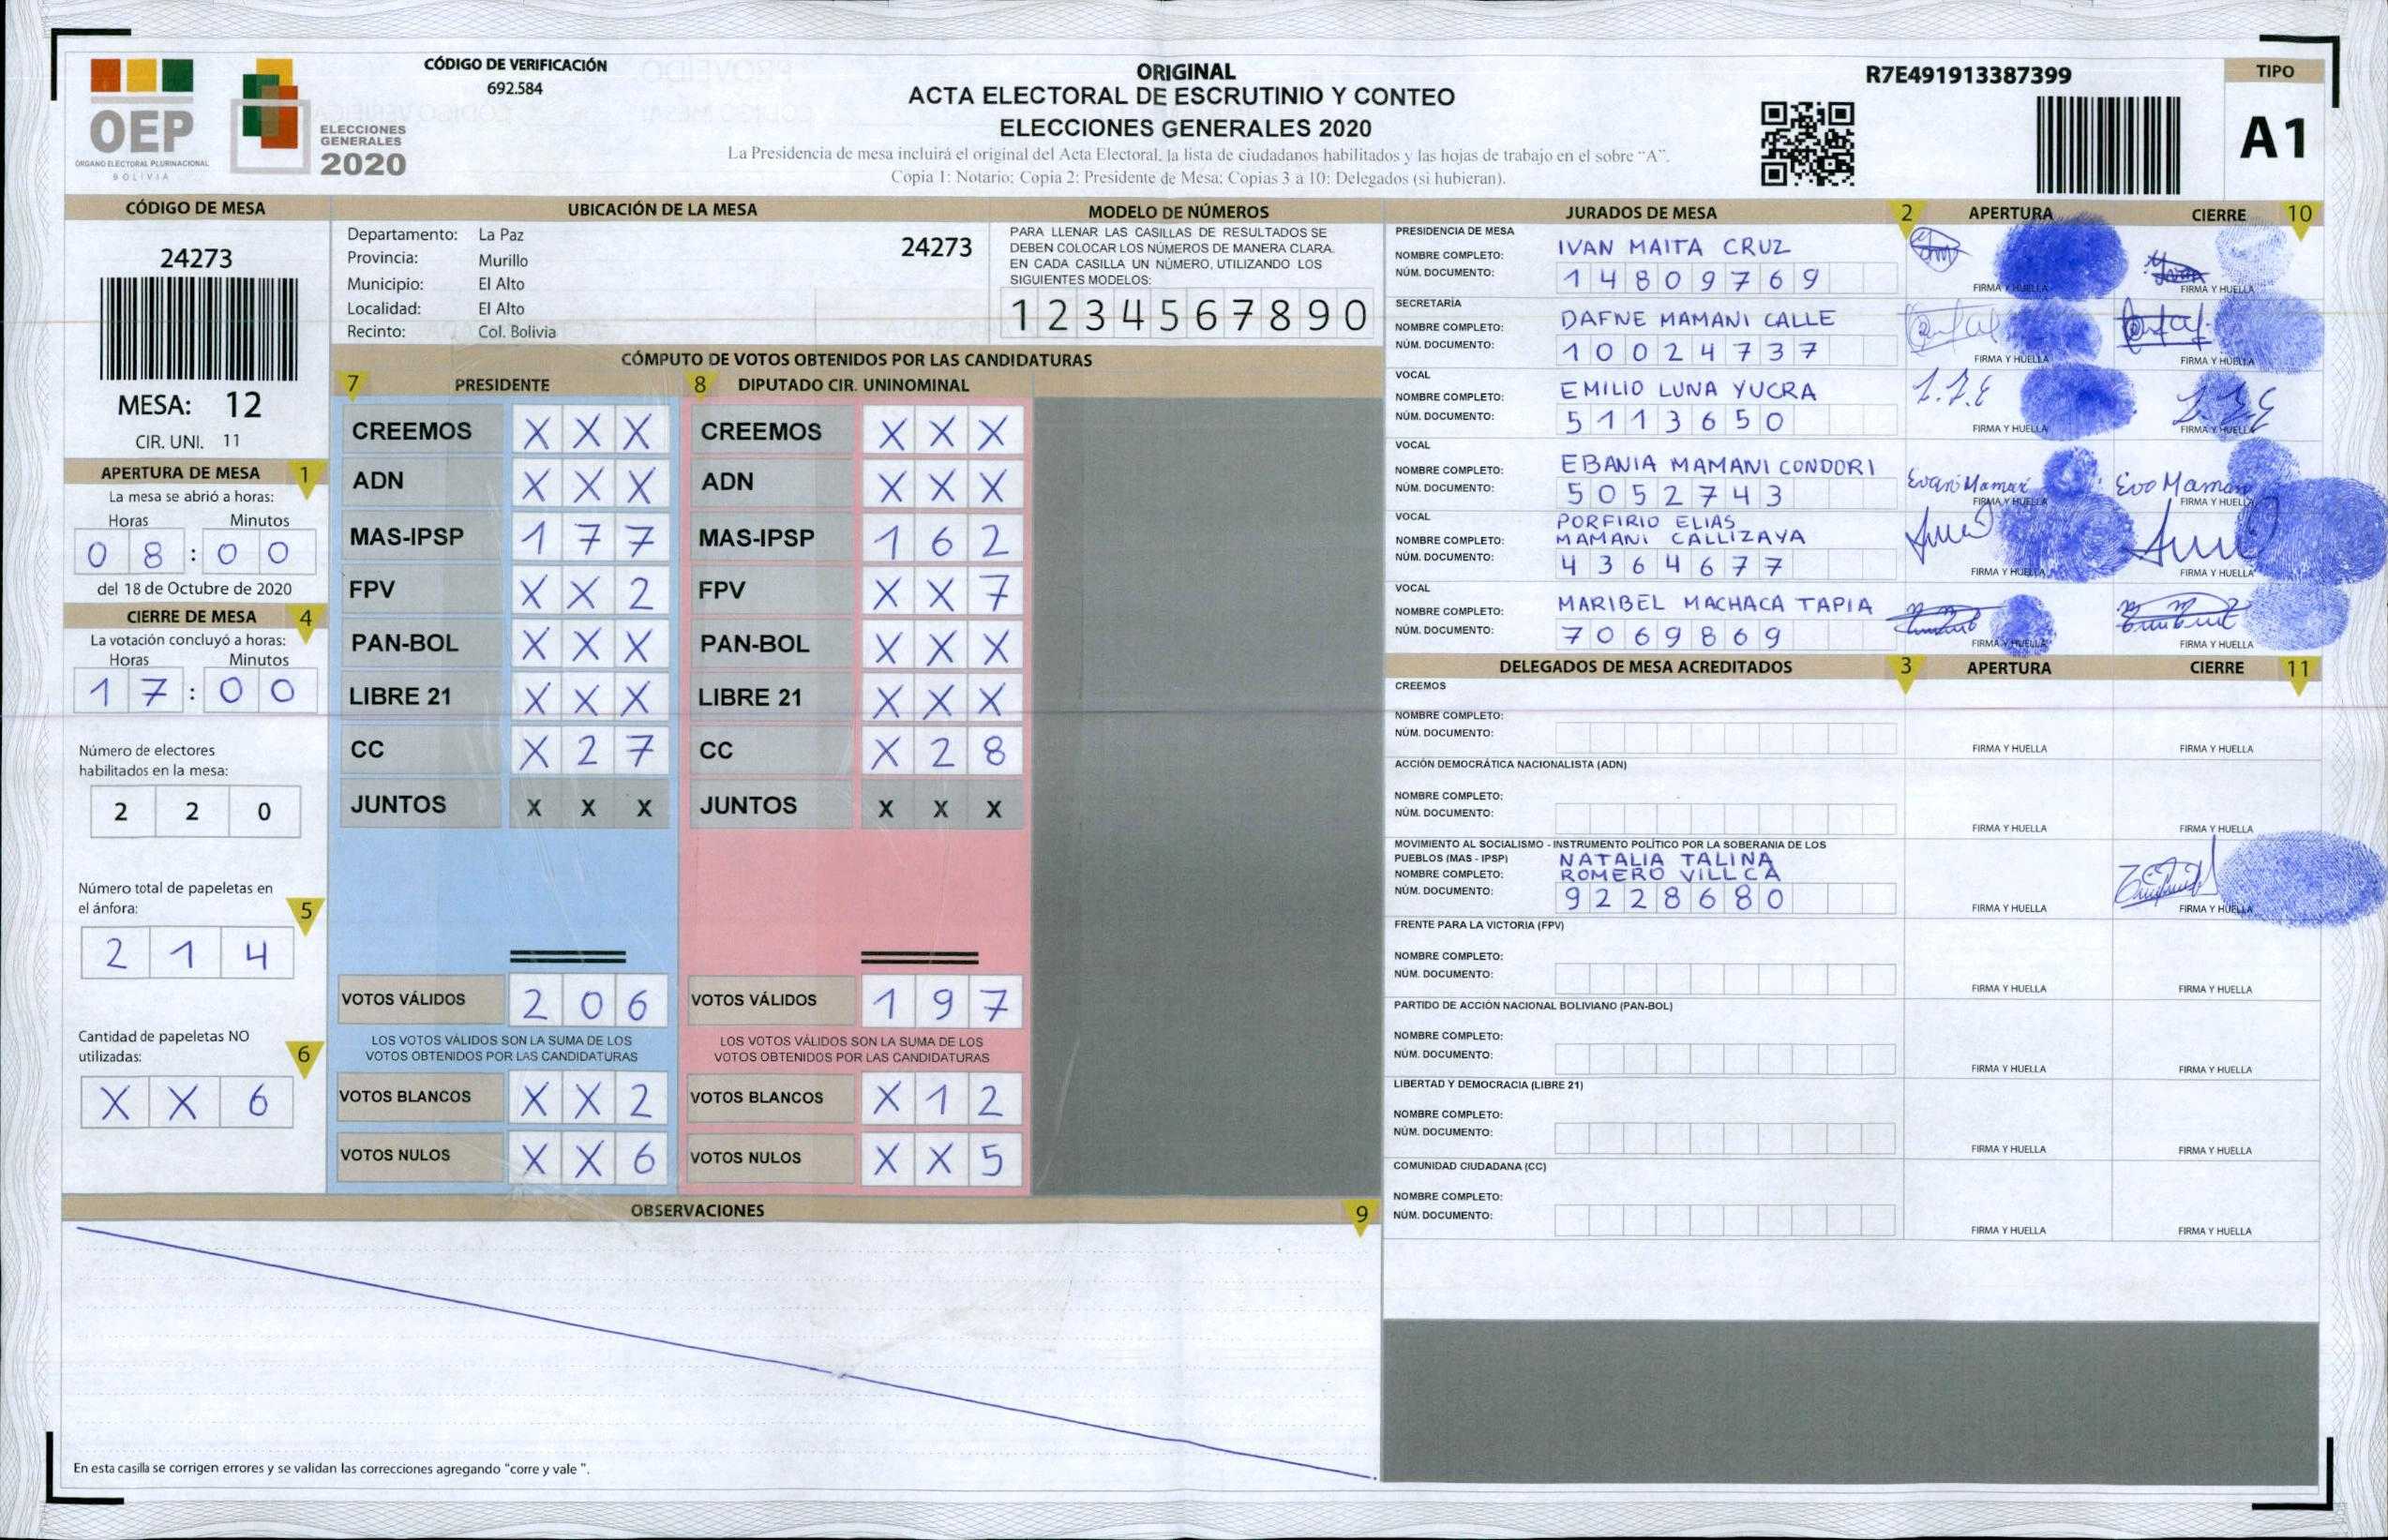 OEP
ORGANO ELECTORAL PLURINACIONAL
BOLIVIA
ELECCIONES
GENERALES
2020
CÓDIGO DE VERIFICACIÓN
692.584
ORIGINAL
ACTA ELECTORAL DE ESCRUTINIO Y CONTEO
ELECCIONES GENERALES 2020
La Presidencia de mesa incluirá el original del Acta Electoral, la lista de ciudadanos habilitados y las hojas de trabajo en el sobre "A".
Copia 1: Notario; Copia 2: Presidente de Mesa; Copias 3 a 10: Delegados (si hubieran).
R7E491913387399
TIPO
A1
CÓDIGO DE MESA
24273
MESA: 12
CIR. UNI. 11
APERTURA DE MESA 1
La mesa se abrió a horas:
Horas Minutos
0 8 : 0 0
del 18 de Octubre de 2020
CIERRE DE MESA 4
La votación concluyó a horas:
Horas Minutos
1 7 : 0 0
Número de electores
habilitados en la mesa:
2 2 0
Número total de papeletas en
el ánfora: 5
2 1 4
Cantidad de papeletas NO
utilizadas: 6
X X 6
UBICACIÓN DE LA MESA
Departamento: La Paz
Provincia: Murillo
Municipio: El Alto
Localidad: El Alto
Recinto: Col. Bolivia
24273
MODELO DE NÚMEROS
PARA LLENAR LAS CASILLAS DE RESULTADOS SE
DEBEN COLOCAR LOS NÚMEROS DE MANERA CLARA.
EN CADA CASILLA UN NÚMERO, UTILIZANDO LOS
SIGUIENTES MODELOS:
1 2 3 4 5 6 7 8 9 0
CÓMPUTO DE VOTOS OBTENIDOS POR LAS CANDIDATURAS
7 PRESIDENTE 8 DIPUTADO CIR. UNINOMINAL
CREEMOS X X X CREEMOS X X X
ADN X X X ADN X X X
MAS-IPSP 1 7 7 MAS-IPSP 1 6 2
FPV X X 2 FPV X X 7
PAN-BOL X X X PAN-BOL X X X
LIBRE 21 X X X LIBRE 21 X X X
CC X 2 7 CC X 2 8
JUNTOS X X X JUNTOS X X X
VOTOS VÁLIDOS 2 0 6 VOTOS VÁLIDOS 1 9 7
LOS VOTOS VÁLIDOS SON LA SUMA DE LOS LOS VOTOS VÁLIDOS SON LA SUMA DE LOS
VOTOS OBTENIDOS POR LAS CANDIDATURAS VOTOS OBTENIDOS POR LAS CANDIDATURAS
VOTOS BLANCOS X X 2 VOTOS BLANCOS X 1 2
VOTOS NULOS X X 6 VOTOS NULOS X X 5
OBSERVACIONES 9
En esta casilla se corrigen errores y se validan las correcciones agregando "corre y vale ".
JURADOS DE MESA 2 APERTURA CIERRE 10
PRESIDENCIA DE MESA
NOMBRE COMPLETO: IVAN MAITA CRUZ
NÚM. DOCUMENTO: 1 4 8 0 9 7 6 9
FIRMA Y HUELLA FIRMA Y HUELLA
SECRETARÍA
NOMBRE COMPLETO: DAFNE MAMANI CALLE
NÚM. DOCUMENTO: 1 0 0 2 4 7 3 7
FIRMA Y HUELLA FIRMA Y HUELLA
VOCAL
NOMBRE COMPLETO: EMILIO LUNA YUCRA
NÚM. DOCUMENTO: 5 1 1 3 6 5 0
FIRMA Y HUELLA FIRMA Y HUELLA
VOCAL
NOMBRE COMPLETO: EBANIA MAMANI CONDORI
NÚM. DOCUMENTO: 5 0 5 2 7 4 3
FIRMA Y HUELLA FIRMA Y HUELLA
VOCAL
PORFIRIO ELIAS
NOMBRE COMPLETO: MAMANI CALLIZAYA
NÚM. DOCUMENTO: 4 3 6 4 6 7 7
FIRMA Y HUELLA FIRMA Y HUELLA
VOCAL
NOMBRE COMPLETO: MARIBEL MACHACA TAPIA
NÚM. DOCUMENTO: 7 0 6 9 8 6 9
FIRMA Y HUELLA FIRMA Y HUELLA
DELEGADOS DE MESA ACREDITADOS 3 APERTURA CIERRE 11
CREEMOS
NOMBRE COMPLETO:
NÚM. DOCUMENTO:
FIRMA Y HUELLA FIRMA Y HUELLA
ACCIÓN DEMOCRÁTICA NACIONALISTA (ADN)
NOMBRE COMPLETO:
NÚM. DOCUMENTO:
FIRMA Y HUELLA FIRMA Y HUELLA
MOVIMIENTO AL SOCIALISMO - INSTRUMENTO POLÍTICO POR LA SOBERANIA DE LOS
PUEBLOS (MAS - IPSP) NATALIA TALINA
NOMBRE COMPLETO: ROMERO VILLCA
NÚM. DOCUMENTO: 9 2 2 8 6 8 0
FIRMA Y HUELLA FIRMA Y HUELLA
FRENTE PARA LA VICTORIA (FPV)
NOMBRE COMPLETO:
NÚM. DOCUMENTO:
FIRMA Y HUELLA FIRMA Y HUELLA
PARTIDO DE ACCIÓN NACIONAL BOLIVIANO (PAN-BOL)
NOMBRE COMPLETO:
NÚM. DOCUMENTO:
FIRMA Y HUELLA FIRMA Y HUELLA
LIBERTAD Y DEMOCRACIA (LIBRE 21)
NOMBRE COMPLETO:
NÚM. DOCUMENTO:
FIRMA Y HUELLA FIRMA Y HUELLA
COMUNIDAD CIUDADANA (CC)
NOMBRE COMPLETO:
NÚM. DOCUMENTO:
FIRMA Y HUELLA FIRMA Y HUELLA